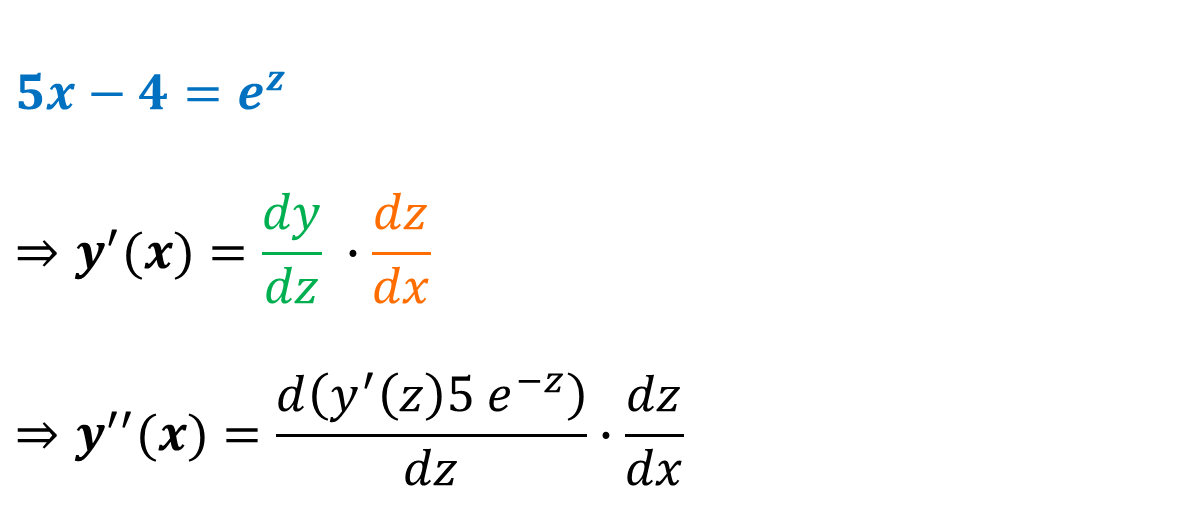 5x − 4 = e^z
⇒ y′(x) = dy/dz · dz/dx
⇒ y′′(x) = d(y′(z)5 e^−z)/dz · dz/dx